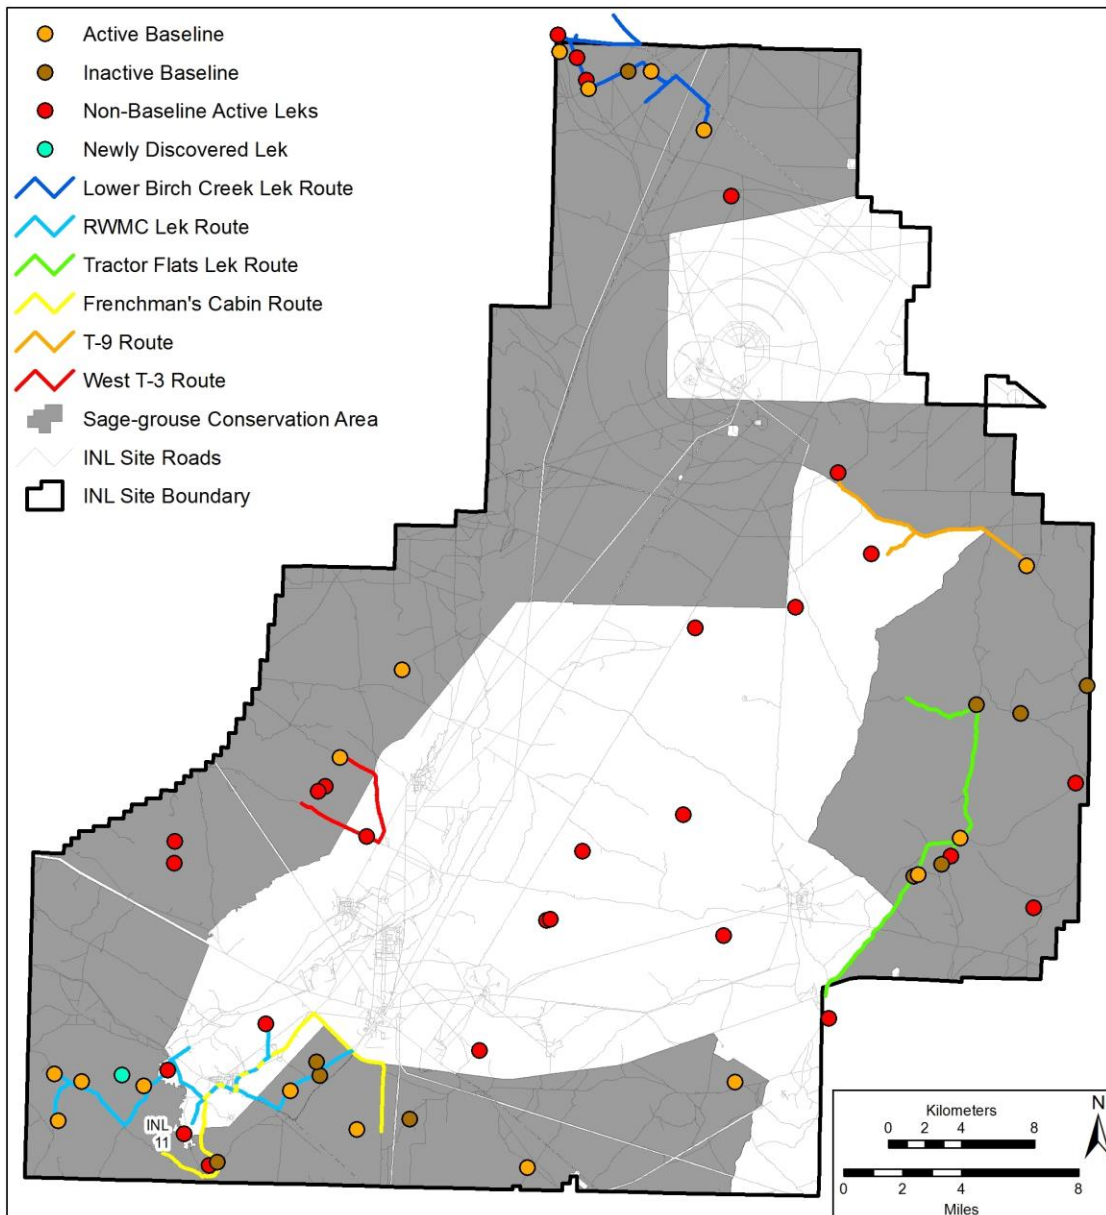 Active Baseline
Inactive Baseline
Non-Baseline Active Leks
Newly Discovered Lek
Lower Birch Creek Lek Route
RWMC Lek Route
Tractor Flats Lek Route
Frenchman's Cabin Route
T-9 Route
West T-3 Route
Sage-grouse Conservation Area
INL Site Roads
INL Site Boundary
INL
11
Kilometers
0 2 4 8
N
0 2 4 8
Miles